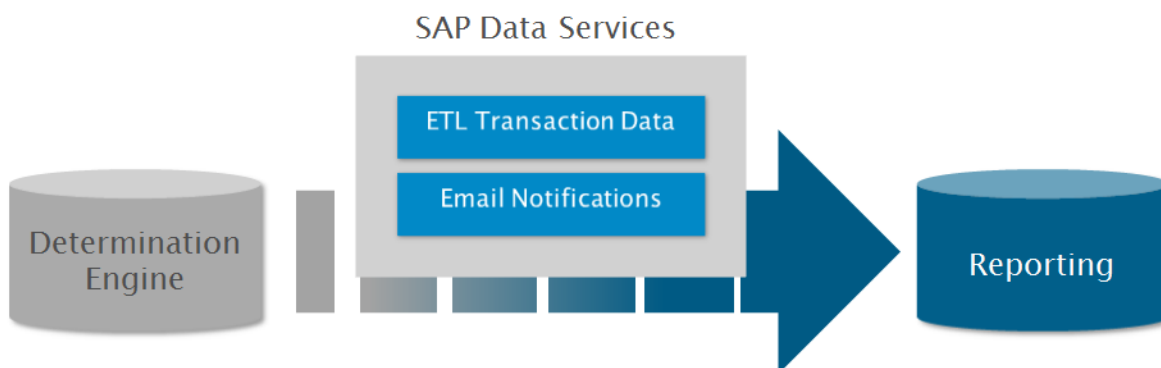 SAP Data Services
ETL Transaction Data
Email Notifications
Determination
Engine
Reporting